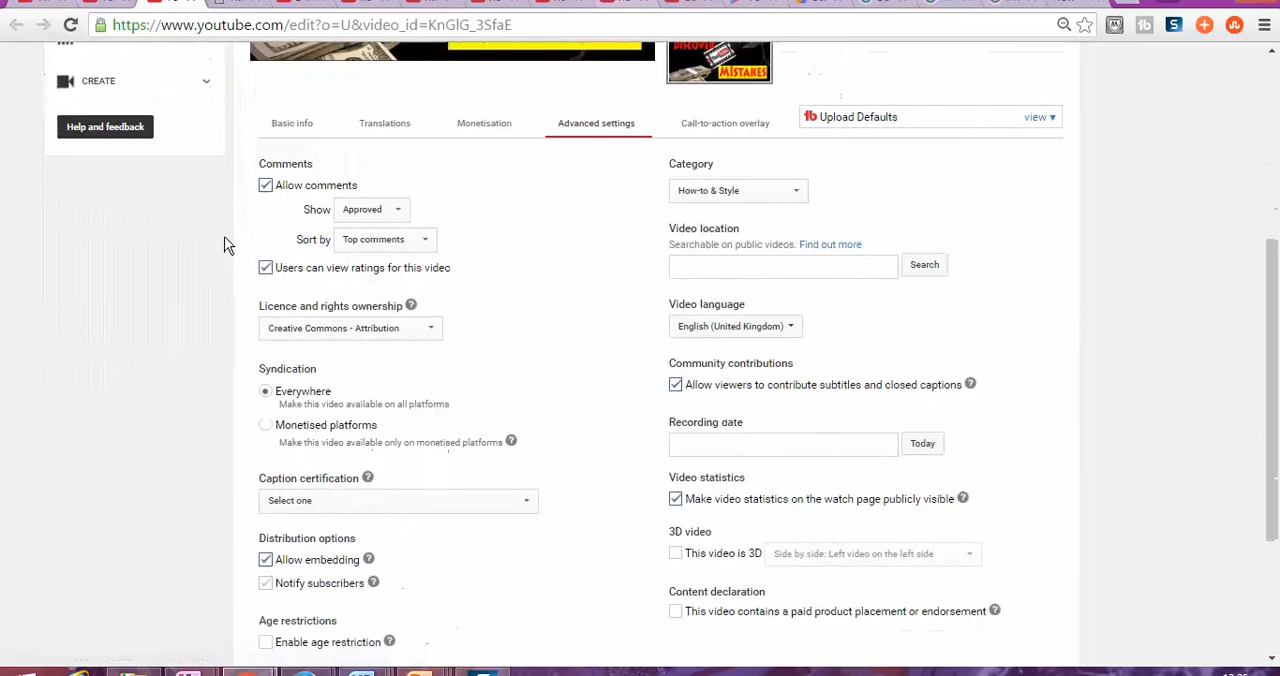 https://www.youtube.com/edit?o=U&video_id=KnGlG_3SfaE
CREATE
Help and feedback
DISCOVER
MISTAKES
Basic info
Translations
Monetisation
Advanced settings
Call-to-action overlay
Upload Defaults
view ▾
Comments
Allow comments
Show Approved
Sort by Top comments
Users can view ratings for this video
Licence and rights ownership ?
Creative Commons - Attribution
Syndication
Everywhere
Make this video available on all platforms
Monetised platforms
Make this video available only on monetised platforms ?
Caption certification ?
Select one
Distribution options
Allow embedding ?
Notify subscribers ?
Age restrictions
Enable age restriction ?
Category
How-to & Style
Video location
Searchable on public videos. Find out more
Search
Video language
English (United Kingdom)
Community contributions
Allow viewers to contribute subtitles and closed captions ?
Recording date
Today
Video statistics
Make video statistics on the watch page publicly visible ?
3D video
This video is 3D Side by side: Left video on the left side
Content declaration
This video contains a paid product placement or endorsement ?